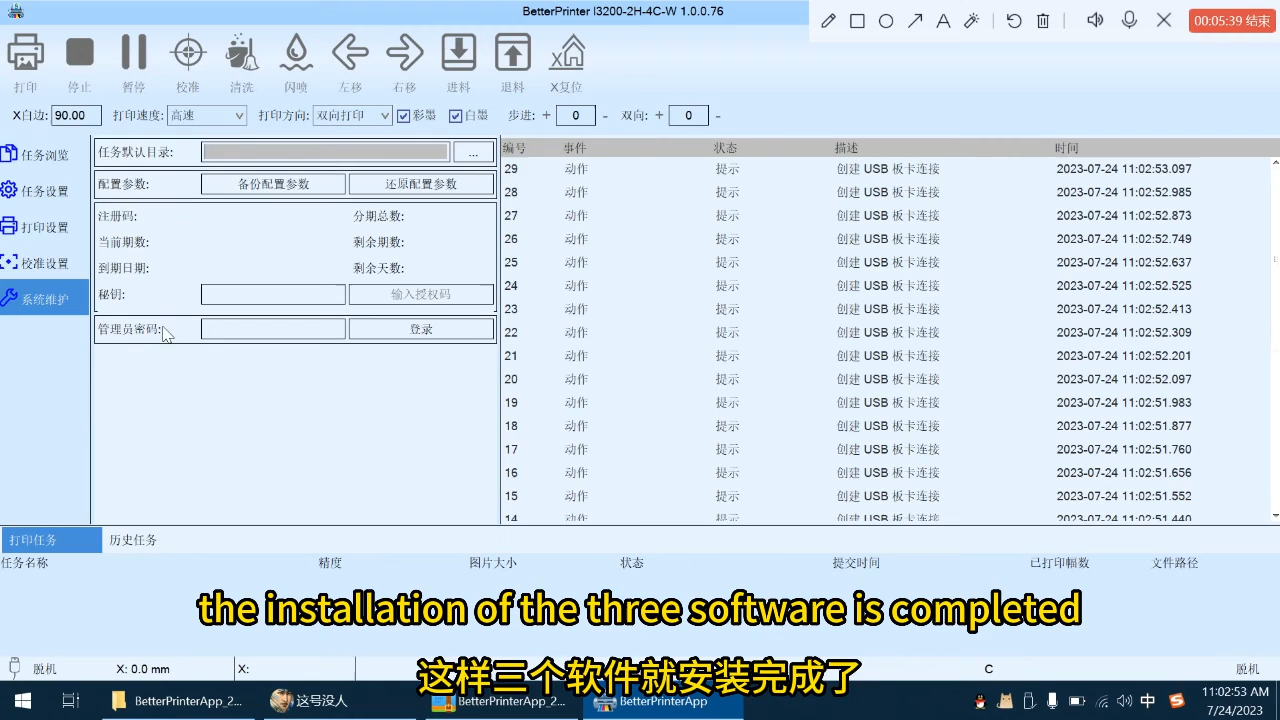 BetterPrinter I3200-2H-4C-W 1.0.0.76
00:05:39 结束
打印 停止 暂停 校准 清洗 闪喷 左移 右移 进料 退料 X复位
X白边: 90.00 打印速度: 高速 打印方向: 双向打印 彩墨 白墨 步进: + 0 - 双向: + 0 -
任务浏览
任务设置
打印设置
校准设置
系统维护
任务默认目录: ...
配置参数: 备份配置参数 还原配置参数
注册码: 分期总数:
当前期数: 剩余期数:
到期日期: 剩余天数:
秘钥: 输入授权码
管理员密码: 登录
编号 事件 状态 描述 时间
29 动作 提示 创建 USB 板卡连接 2023-07-24 11:02:53.097
28 动作 提示 创建 USB 板卡连接 2023-07-24 11:02:52.985
27 动作 提示 创建 USB 板卡连接 2023-07-24 11:02:52.873
26 动作 提示 创建 USB 板卡连接 2023-07-24 11:02:52.749
25 动作 提示 创建 USB 板卡连接 2023-07-24 11:02:52.637
24 动作 提示 创建 USB 板卡连接 2023-07-24 11:02:52.525
23 动作 提示 创建 USB 板卡连接 2023-07-24 11:02:52.413
22 动作 提示 创建 USB 板卡连接 2023-07-24 11:02:52.309
21 动作 提示 创建 USB 板卡连接 2023-07-24 11:02:52.201
20 动作 提示 创建 USB 板卡连接 2023-07-24 11:02:52.097
19 动作 提示 创建 USB 板卡连接 2023-07-24 11:02:51.983
18 动作 提示 创建 USB 板卡连接 2023-07-24 11:02:51.877
17 动作 提示 创建 USB 板卡连接 2023-07-24 11:02:51.760
16 动作 提示 创建 USB 板卡连接 2023-07-24 11:02:51.656
15 动作 提示 创建 USB 板卡连接 2023-07-24 11:02:51.552
14 动作 提示 创建 USB 板卡连接 2023-07-24 11:02:51.440
打印任务 历史任务
任务名称 精度 图片大小 状态 提交时间 已打印幅数 文件路径
the installation of the three software is completed
脱机 X: 0.0 mm X: C 脱机
这样三个软件就安装完成了
BetterPrinterApp_2... 这号没人 BetterPrinterApp_2... BetterPrinterApp 中 11:02:53 AM
7/24/2023